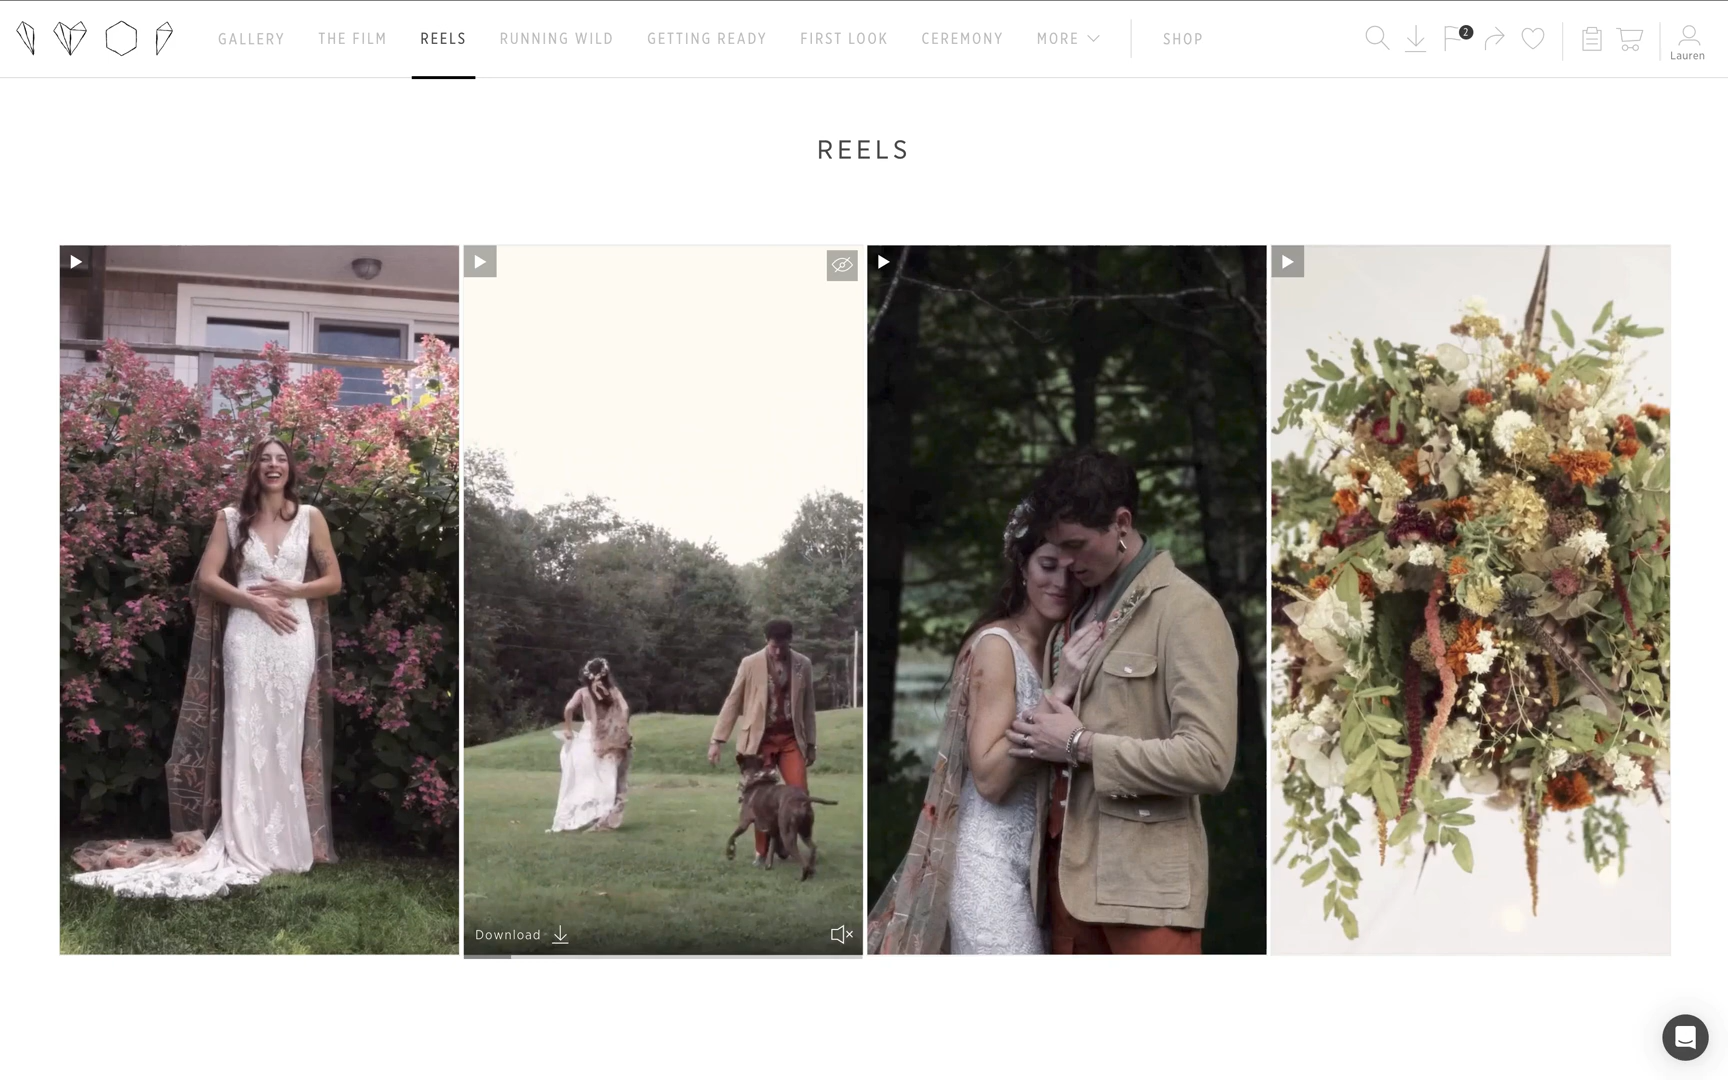 GALLERY THE FILM REELS RUNNING WILD GETTING READY FIRST LOOK CEREMONY MORE SHOP 2
Lauren
REELS
Download